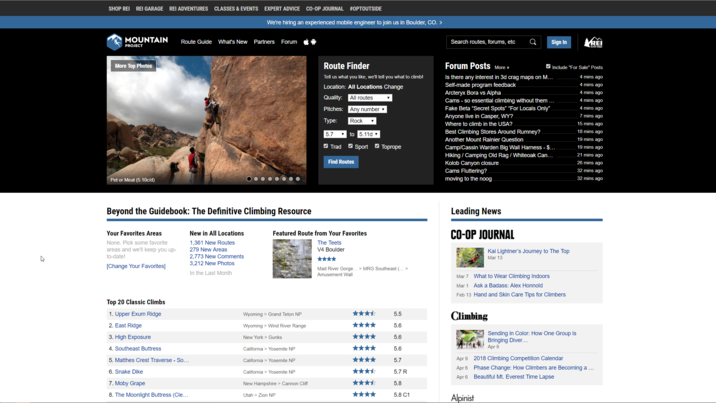 SHOP REI REI GARAGE REI ADVENTURES CLASSES & EVENTS EXPERT ADVICE CO-OP JOURNAL #OPTOUTSIDE
We're hiring an experienced mobile engineer to join us in Boulder, CO. >
MOUNTAIN PROJECT
Route Guide What's New Partners Forum
Search routes, forums, etc
Sign In
REI
More Top Photos
Pet or Meat (5.10c/d)
Route Finder
Tell us what you like, we'll tell you what to climb!
Location: All Locations Change
Quality: All routes
Pitches: Any number
Type: Rock
5.7 to 5.11d
Trad Sport Toprope
Find Routes
Forum Posts More » Include "For Sale" Posts
Is there any interest in 3d crag maps on M... 4 mins ago
Self-made program feedback 4 mins ago
Arcteryx Bora vs Alpha 4 mins ago
Cams - so essential climbing without them ... 4 mins ago
Fake Beta "Secret Spots" "For Locals Only" 4 mins ago
Anyone live in Casper, WY? 7 mins ago
Where to climb in the USA? 15 mins ago
Best Climbing Stores Around Rumney? 18 mins ago
Another Mount Rainier Question 19 mins ago
Camp/Cassin Warden Big Wall Harness - $... 19 mins ago
Hiking / Camping Old Rag / Whiteoak Can... 21 mins ago
Kolob Canyon closure 26 mins ago
Cams Fluttering? 32 mins ago
moving to the noog 32 mins ago
Beyond the Guidebook: The Definitive Climbing Resource
Your Favorites Areas
None. Pick some favorite
areas and we'll keep you up-
to-date!
[Change Your Favorites]
New in All Locations
1,361 New Routes
279 New Areas
2,773 New Comments
3,212 New Photos
In the Last Month
Featured Route from Your Favorites
The Teets
V4 Boulder
Mad River Gorge ... > MRG Southeast (... >
Amusement Wall
Top 20 Classic Climbs
1. Upper Exum Ridge Wyoming > Grand Teton NP 5.5
2. East Ridge Wyoming > Wind River Range 5.6
3. High Exposure New York > Gunks 5.6
4. Southeast Buttress California > Yosemite NP 5.6
5. Matthes Crest Traverse - So... California > Yosemite NP 5.7
6. Snake Dike California > Yosemite NP 5.7 R
7. Moby Grape New Hampshire > Cannon Cliff 5.8
8. The Moonlight Buttress (Cle... Utah > Zion NP 5.8 C1
Leading News
CO-OP JOURNAL
Kai Lightner's Journey to The Top
Mar 13
Mar 7 What to Wear Climbing Indoors
Mar 1 Ask a Badass: Alex Honnold
Feb 13 Hand and Skin Care Tips for Climbers
Climbing
Sending in Color: How One Group is
Bringing Diver...
Apr 9
Apr 6 2018 Climbing Competition Calendar
Apr 6 Phase Change: How Climbers are Becoming a ...
Apr 6 Beautiful Mt. Everest Time Lapse
Alpinist